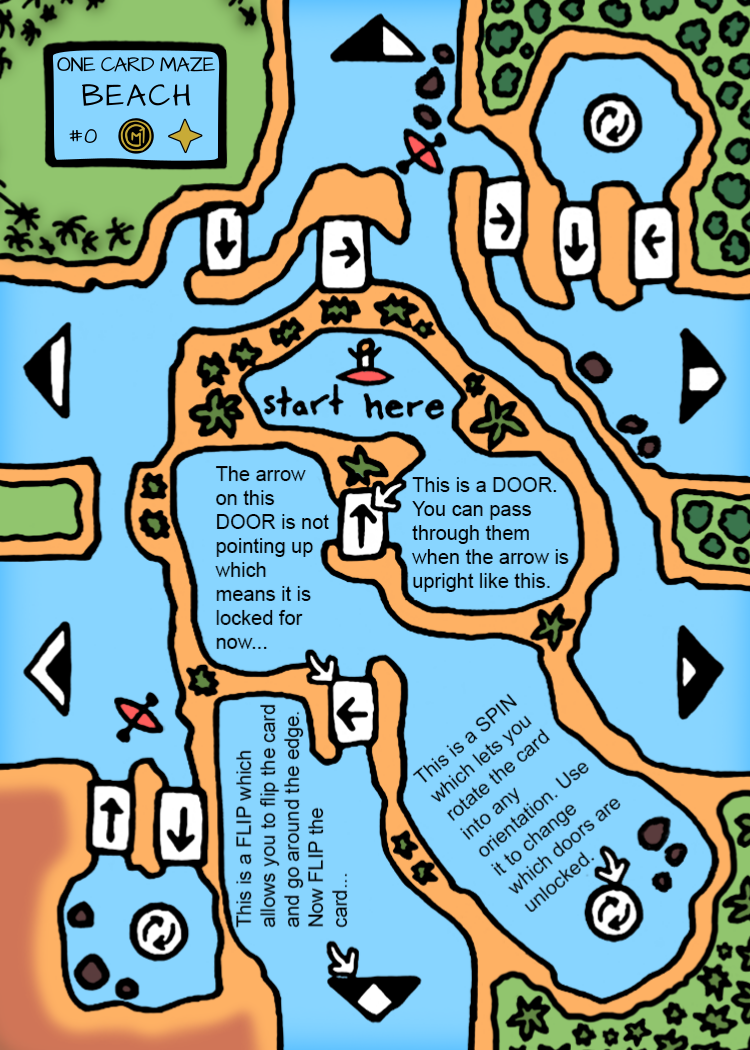 ONE CARD MAZE
BEACH
#0
start here
The arrow
on this
DOOR is not
pointing up
which
means it is
locked for
now...
This is a DOOR.
You can pass
through them
when the arrow is
upright like this.
This is a FLIP which
allows you to flip the card
and go around the edge.
Now FLIP the
card...
This is a SPIN
which lets you
rotate the card
into any
orientation. Use
it to change
which doors are
unlocked.